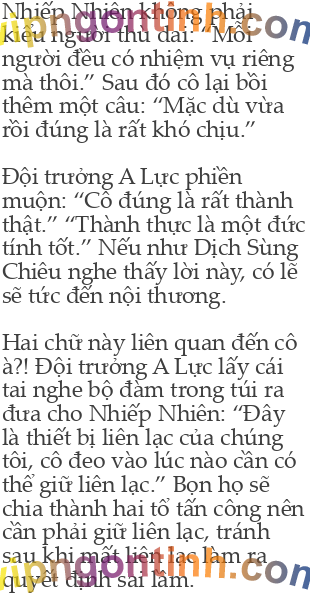 Nhiếp Nhiên không phải
kiểu người thù dai: “Mỗi
người đều có nhiệm vụ riêng
mà thôi.” Sau đó cô lại bồi
thêm một câu: “Mặc dù vừa
rồi đúng là rất khó chịu.”
Đội trưởng A Lực phiền
muộn: “Cô đúng là rất thành
thật.” “Thành thực là một đức
tính tốt.” Nếu như Dịch Sùng
Chiêu nghe thấy lời này, có lẽ
sẽ tức đến nội thương.
Hai chữ này liên quan đến cô
à?! Đội trưởng A Lực lấy cái
tai nghe bộ đàm trong túi ra
đưa cho Nhiếp Nhiên: “Đây
là thiết bị liên lạc của chúng
tôi, cô đeo vào lúc nào cần có
thể giữ liên lạc.” Bọn họ sẽ
chia thành hai tổ tấn công nên
cần phải giữ liên lạc, tránh
sau khi mất liên lạc làm ra
quyết định sai lầm.
vipngontinh.com
vipngontinh.com